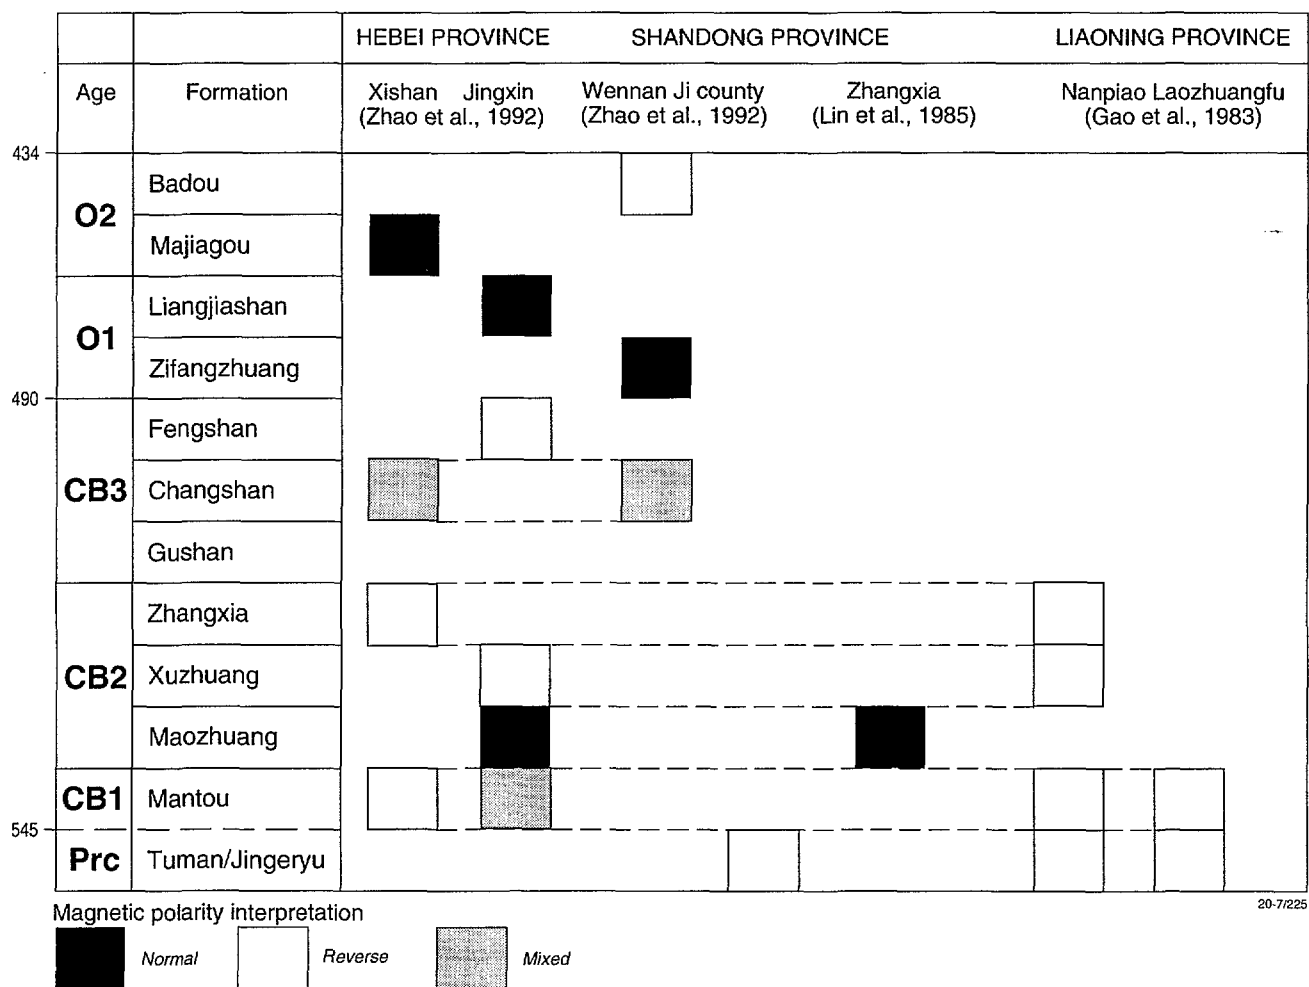 HEBEI PROVINCE SHANDONG PROVINCE LIAONING PROVINCE
Age Formation Xishan Jingxin Wennan Ji county Zhangxia Nanpiao Laozhuangfu
(Zhao et al., 1992) (Zhao et al., 1992) (Lin et al., 1985) (Gao et al., 1983)
434
O2
Badou
Majiagou
O1
Liangjiashan
Zifangzhuang
490
CB3
Fengshan
Changshan
Gushan
CB2
Zhangxia
Xuzhuang
Maozhuang
CB1
Mantou
545
Prc
Tuman/Jingeryu
20-7/225
Magnetic polarity interpretation
Normal Reverse Mixed